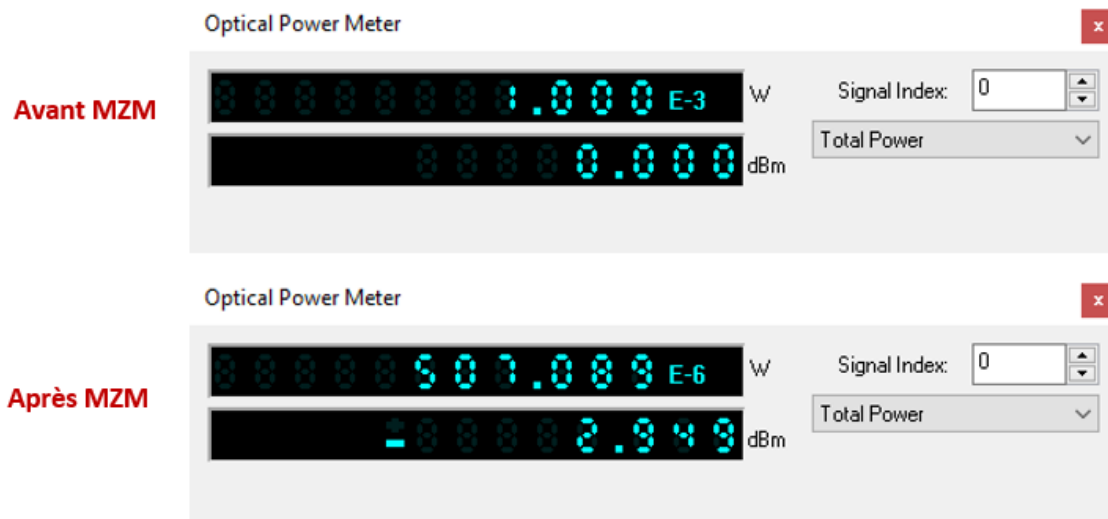 Optical Power Meter
x
Avant MZM
1.000 E-3 W
Signal Index: 0
0.000 dBm
Total Power
Optical Power Meter
x
Après MZM
507.089 E-6 W
Signal Index: 0
- 2.949 dBm
Total Power